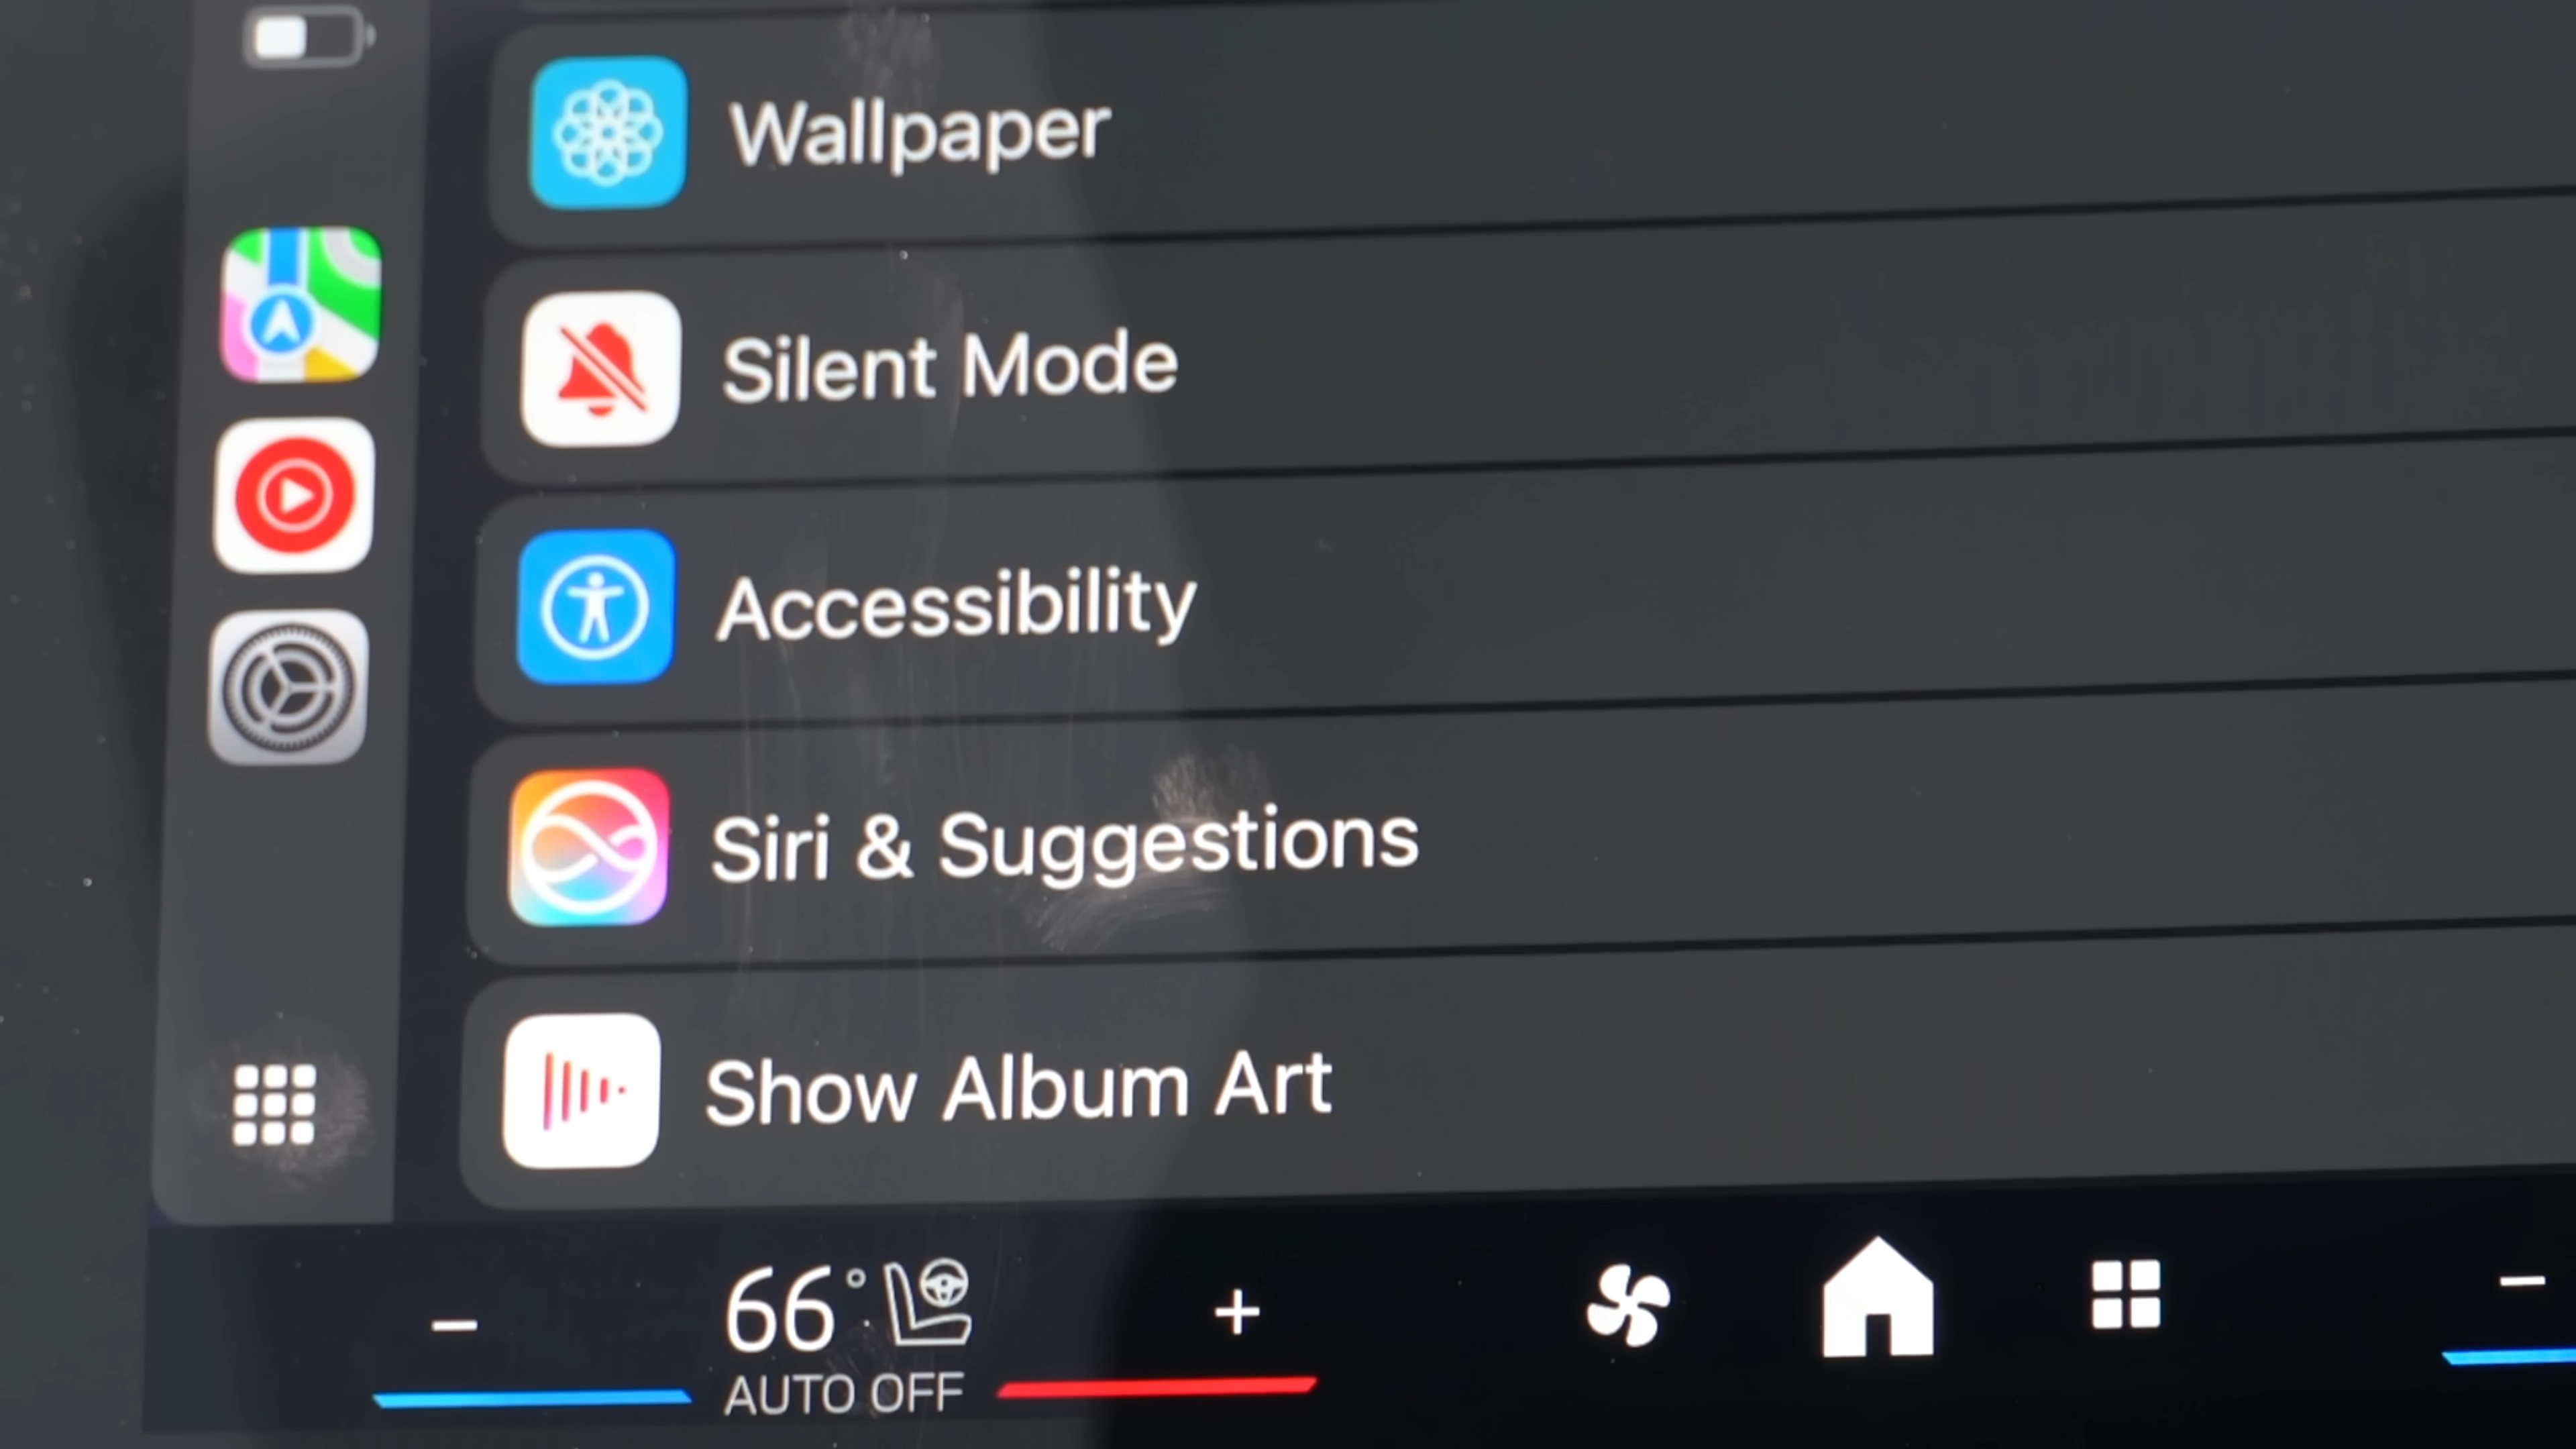 Wallpaper
Silent Mode
Accessibility
Siri & Suggestions
Show Album Art
− 66° +
AUTO OFF
−